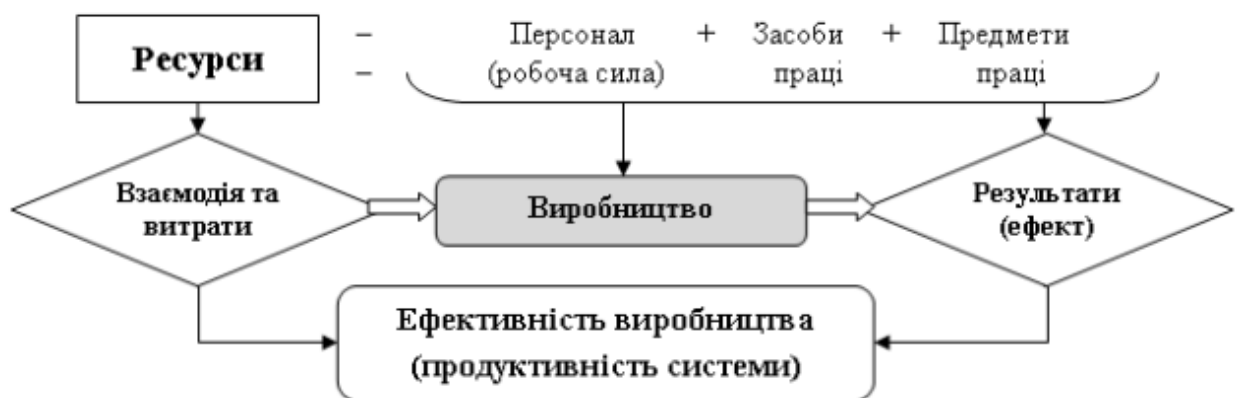 Ресурси
– Персонал + Засоби + Предмети
– (робоча сила) праці праці
Взаємодія та
витрати
Виробництво
Результати
(ефект)
Ефективність виробництва
(продуктивність системи)